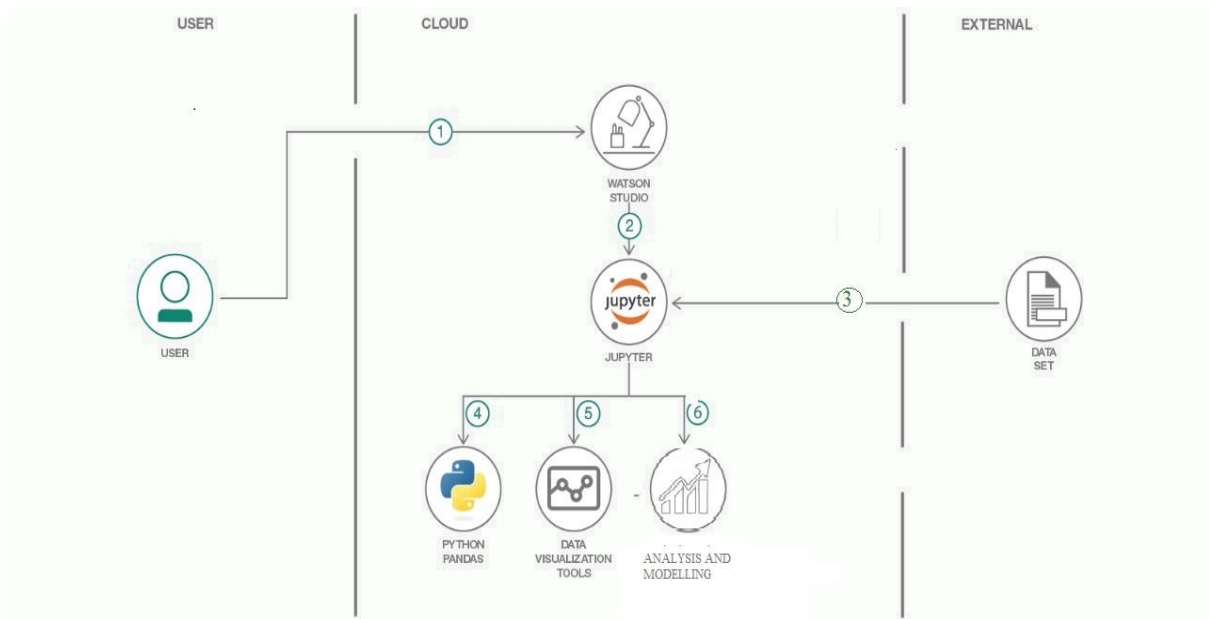 USER
CLOUD
EXTERNAL
1
WATSON
STUDIO
2
jupyter
JUPYTER
3
USER
DATA
SET
4
5
6
PYTHON
PANDAS
DATA
VISUALIZATION
TOOLS
ANALYSIS AND
MODELLING